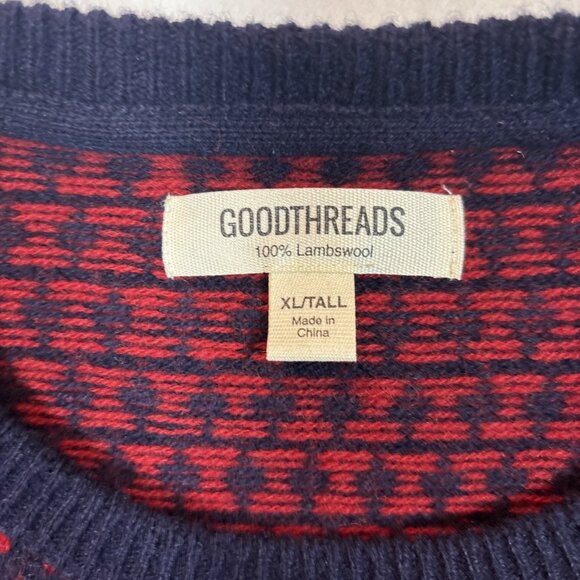 GOODTHREADS
100% Lambswool
XL/TALL
Made in
China